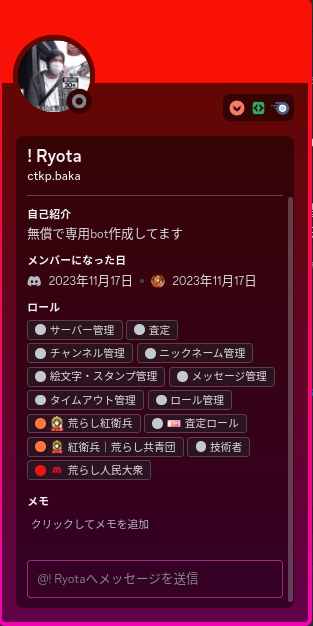 ! Ryota
ctkp.baka
自己紹介
無償で専用bot作成してます
メンバーになった日
2023年11月17日 • 2023年11月17日
ロール
サーバー管理 査定
チャンネル管理 ニックネーム管理
絵文字・スタンプ管理 メッセージ管理
タイムアウト管理 ロール管理
荒らし紅衛兵 査定ロール
紅衛兵｜荒らし共青団 技術者
荒らし人民大衆
メモ
クリックしてメモを追加
@! Ryotaへメッセージを送信